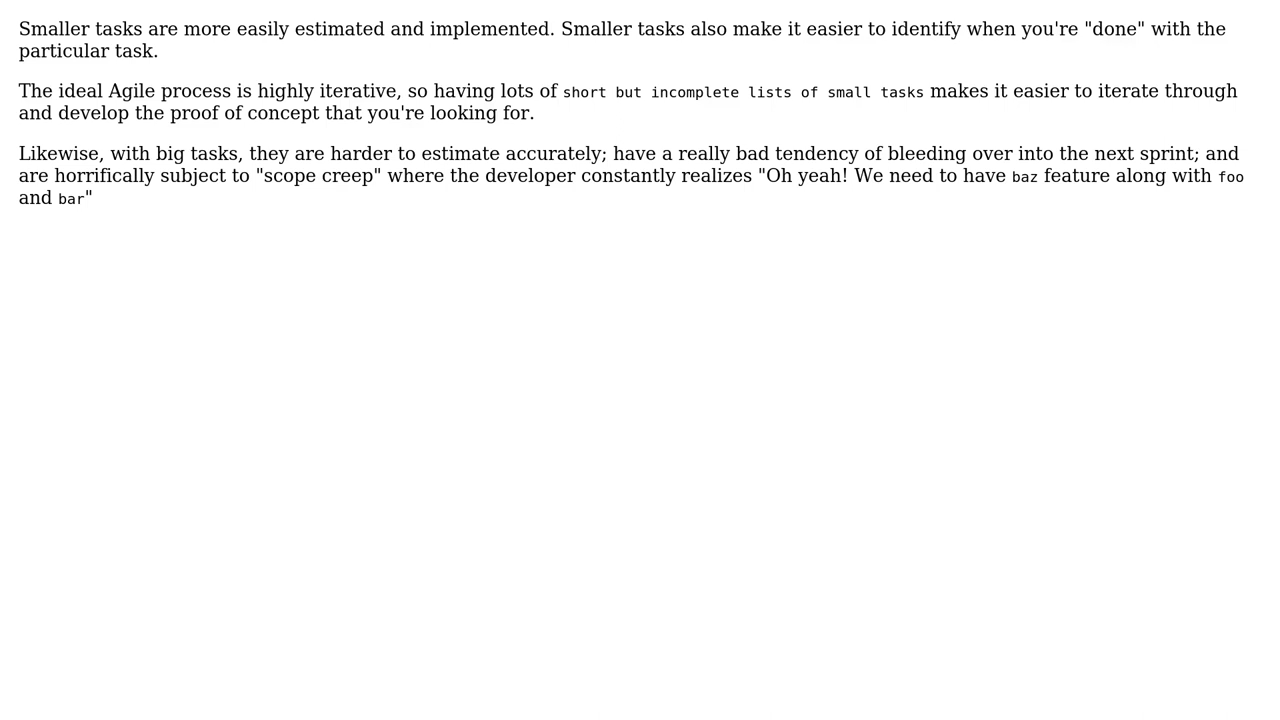 Smaller tasks are more easily estimated and implemented. Smaller tasks also make it easier to identify when you're "done" with the
particular task.
The ideal Agile process is highly iterative, so having lots of short but incomplete lists of small tasks makes it easier to iterate through
and develop the proof of concept that you're looking for.
Likewise, with big tasks, they are harder to estimate accurately; have a really bad tendency of bleeding over into the next sprint; and
are horrifically subject to "scope creep" where the developer constantly realizes "Oh yeah! We need to have baz feature along with foo
and bar"